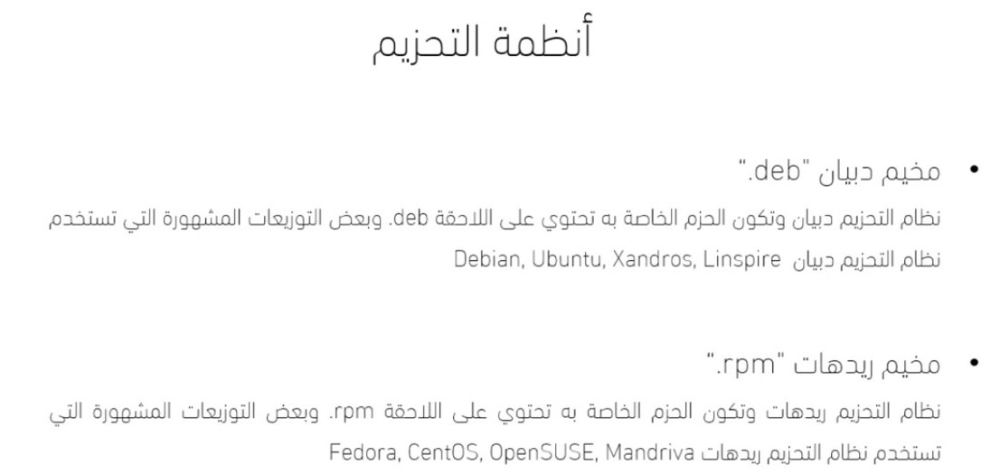 أنظمة التحزيم
• مخيم دبيان "deb.“
نظام التحزيم دبيان وتكون الحزم الخاصة به تحتوي على اللاحقة deb. وبعض التوزيعات المشهورة التي تستخدم
نظام التحزيم دبيان Debian, Ubuntu, Xandros, Linspire
• مخيم ريدهات "rpm.“
نظام التحزيم ريدهات وتكون الحزم الخاصة به تحتوي على اللاحقة rpm. وبعض التوزيعات المشهورة التي
تستخدم نظام التحزيم ريدهات Fedora, CentOS, OpenSUSE, Mandriva